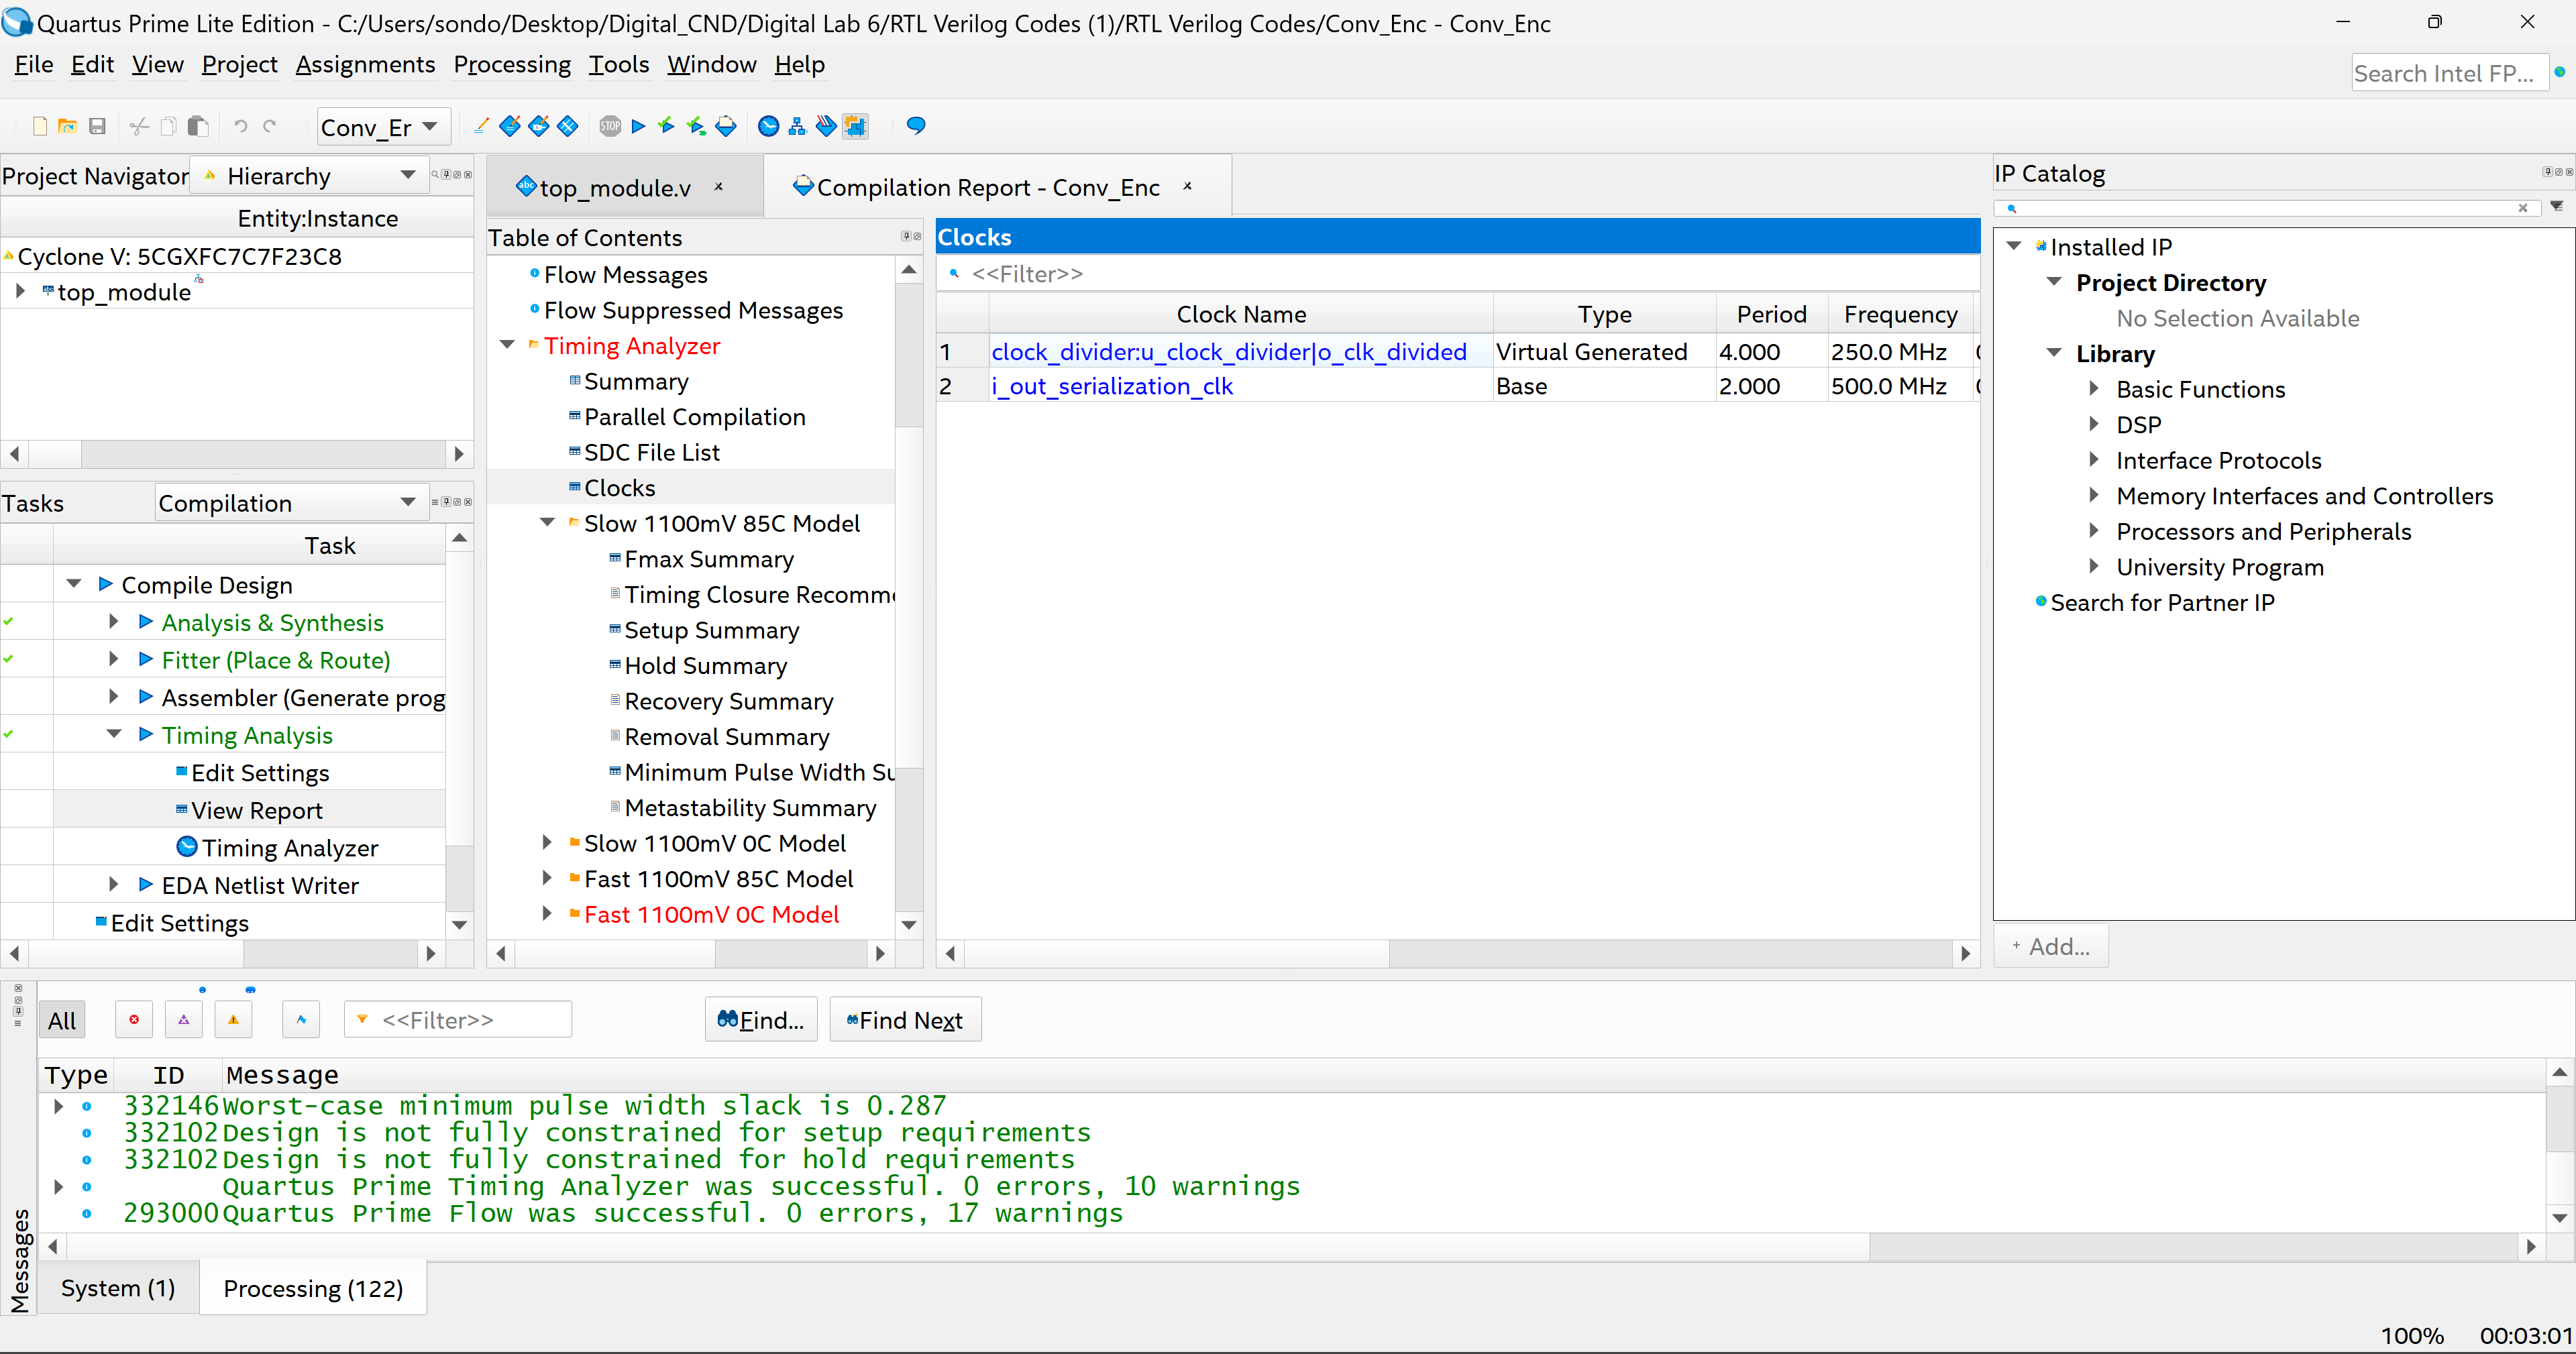 Quartus Prime Lite Edition - C:/Users/sondo/Desktop/Digital_CND/Digital Lab 6/RTL Verilog Codes (1)/RTL Verilog Codes/Conv_Enc - Conv_Enc
File Edit View Project Assignments Processing Tools Window Help
Search Intel FP...
Conv_Er
STOP
Project Navigator
Hierarchy
Entity:Instance
Cyclone V: 5CGXFC7C7F23C8
top_module
Tasks
Compilation
Task
Compile Design
Analysis & Synthesis
Fitter (Place & Route)
Assembler (Generate prog
Timing Analysis
Edit Settings
View Report
Timing Analyzer
EDA Netlist Writer
Edit Settings
top_module.v
Compilation Report - Conv_Enc
Table of Contents
Flow Messages
Flow Suppressed Messages
Timing Analyzer
Summary
Parallel Compilation
SDC File List
Clocks
Slow 1100mV 85C Model
Fmax Summary
Timing Closure Recomm
Setup Summary
Hold Summary
Recovery Summary
Removal Summary
Minimum Pulse Width Su
Metastability Summary
Slow 1100mV 0C Model
Fast 1100mV 85C Model
Fast 1100mV 0C Model
Clocks
<<Filter>>
Clock Name Type Period Frequency
1 clock_divider:u_clock_divider|o_clk_divided Virtual Generated 4.000 250.0 MHz
2 i_out_serialization_clk Base 2.000 500.0 MHz
IP Catalog
Installed IP
Project Directory
No Selection Available
Library
Basic Functions
DSP
Interface Protocols
Memory Interfaces and Controllers
Processors and Peripherals
University Program
Search for Partner IP
+ Add...
All
<<Filter>>
Find...
Find Next
Type ID Message
332146 Worst-case minimum pulse width slack is 0.287
332102 Design is not fully constrained for setup requirements
332102 Design is not fully constrained for hold requirements
Quartus Prime Timing Analyzer was successful. 0 errors, 10 warnings
293000 Quartus Prime Flow was successful. 0 errors, 17 warnings
Messages
System (1)
Processing (122)
100% 00:03:01